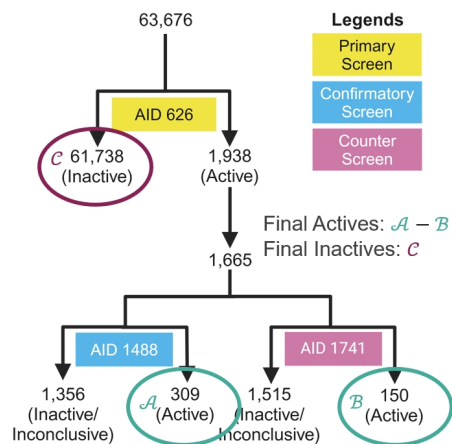 63,676
Legends
Primary
Screen
Confirmatory
Screen
Counter
Screen
AID 626
C 61,738
(Inactive)
1,938
(Active)
Final Actives: A − B
Final Inactives: C
1,665
AID 1488
AID 1741
1,356
(Inactive/
Inconclusive)
A 309
(Active)
1,515
(Inactive/
Inconclusive)
B 150
(Active)